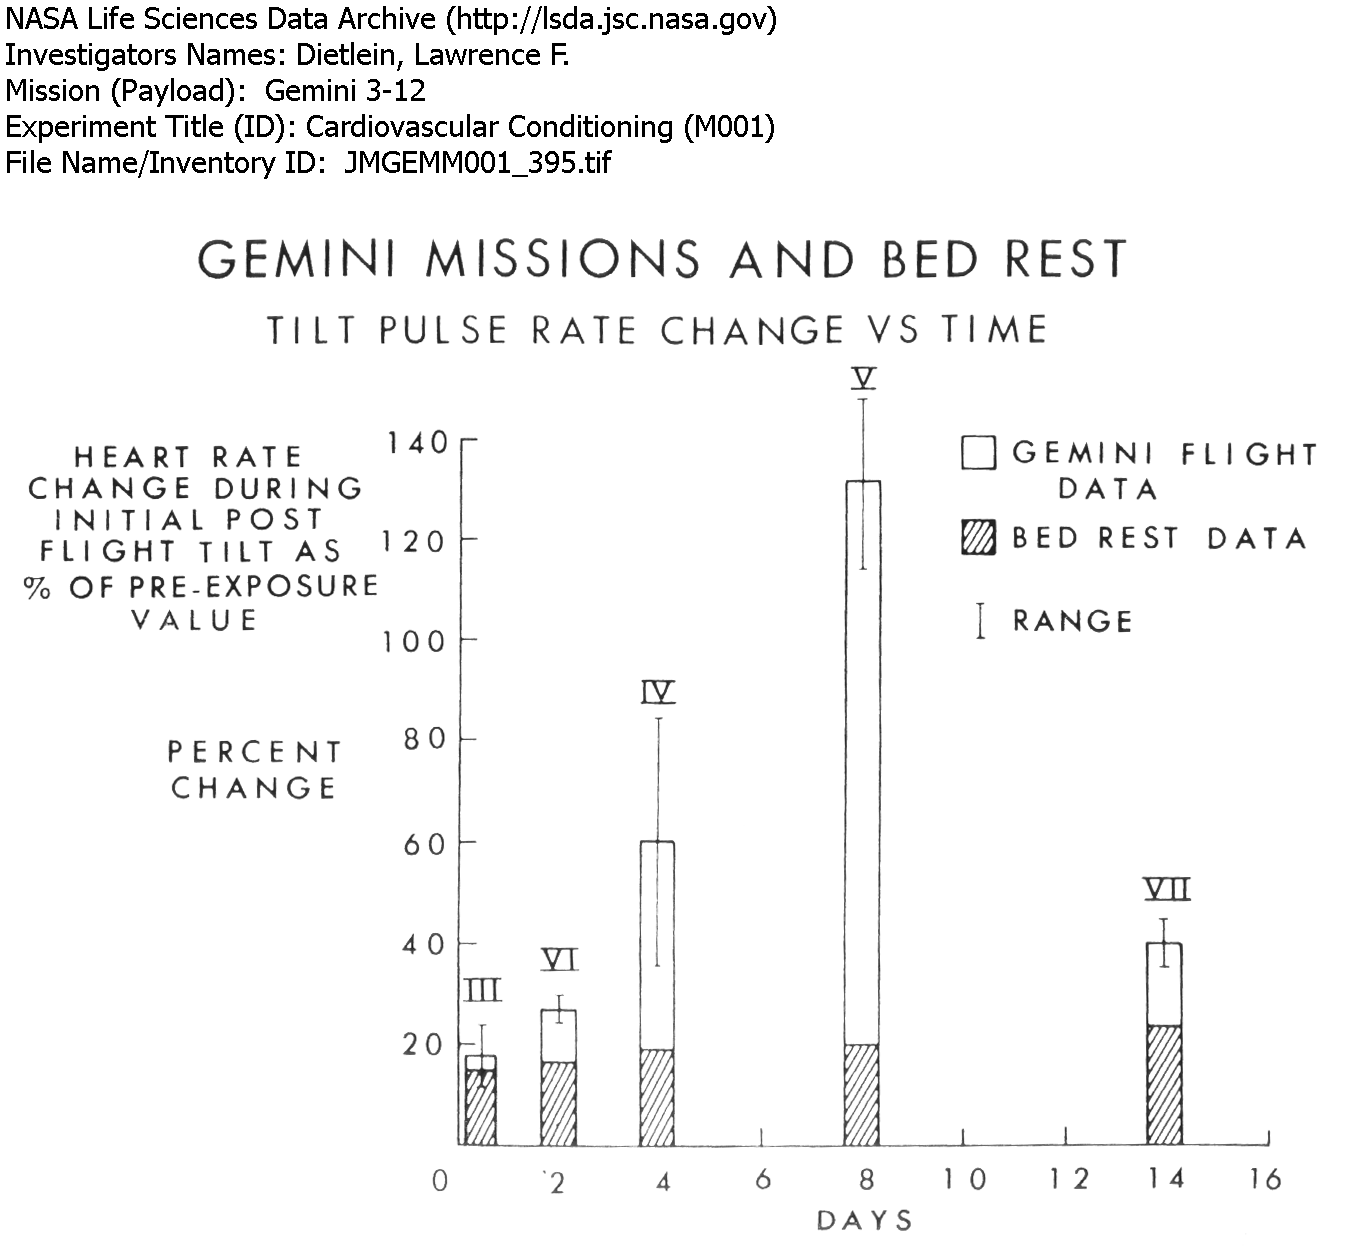 NASA Life Sciences Data Archive (http://lsda.jsc.nasa.gov)
Investigators Names: Dietlein, Lawrence F.
Mission (Payload):  Gemini 3-12
Experiment Title (ID): Cardiovascular Conditioning (M001)
File Name/Inventory ID:  JMGEMM001_395.tif
GEMINI MISSIONS AND BED REST
TILT PULSE RATE CHANGE VS TIME
HEART RATE
CHANGE DURING
INITIAL POST
FLIGHT TILT AS
% OF PRE-EXPOSURE
VALUE
PERCENT
CHANGE
140
120
100
80
60
40
20
III
VI
IV
V
VII
GEMINI FLIGHT
DATA
BED REST DATA
RANGE
0 2 4 6 8 10 12 14 16
DAYS